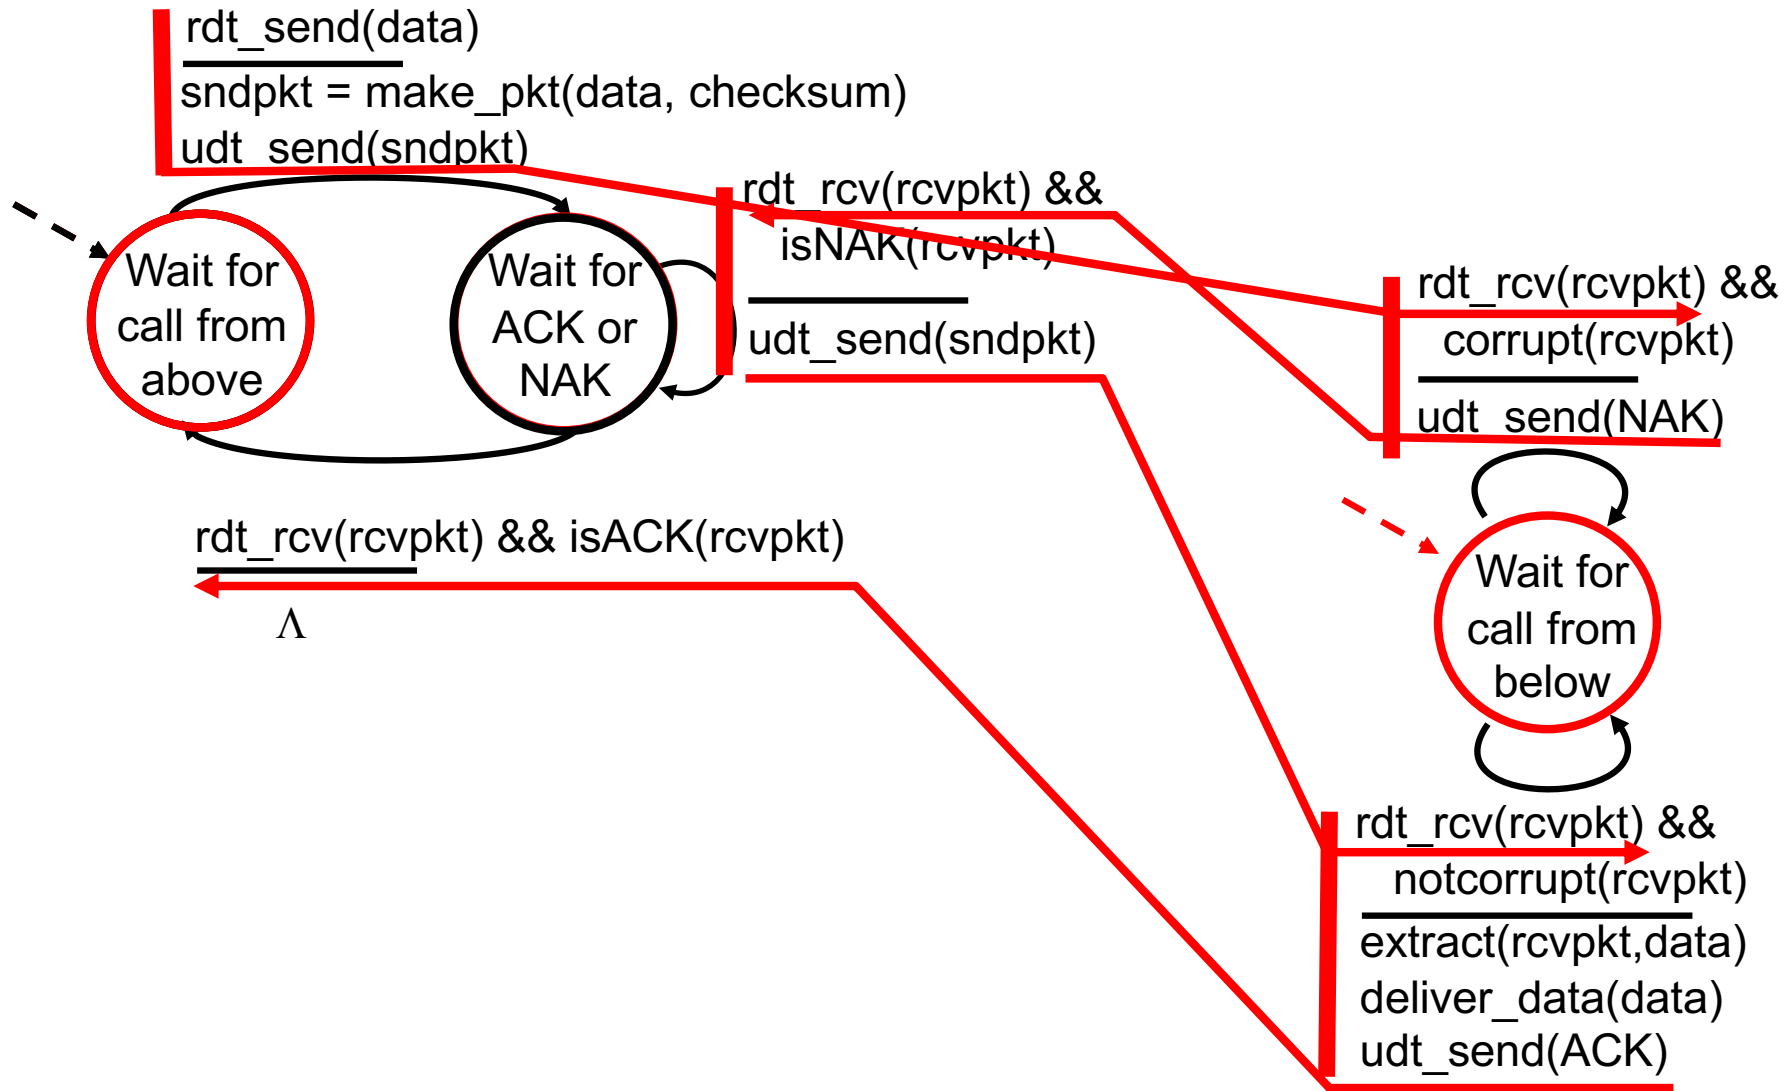 rdt_send(data)
sndpkt = make_pkt(data, checksum)
udt_send(sndpkt)
Wait for
call from
above
Wait for
ACK or
NAK
rdt_rcv(rcvpkt) &&
isNAK(rcvpkt)
udt_send(sndpkt)
rdt_rcv(rcvpkt) && isACK(rcvpkt)
Λ
rdt_rcv(rcvpkt) &&
corrupt(rcvpkt)
udt_send(NAK)
Wait for
call from
below
rdt_rcv(rcvpkt) &&
notcorrupt(rcvpkt)
extract(rcvpkt,data)
deliver_data(data)
udt_send(ACK)